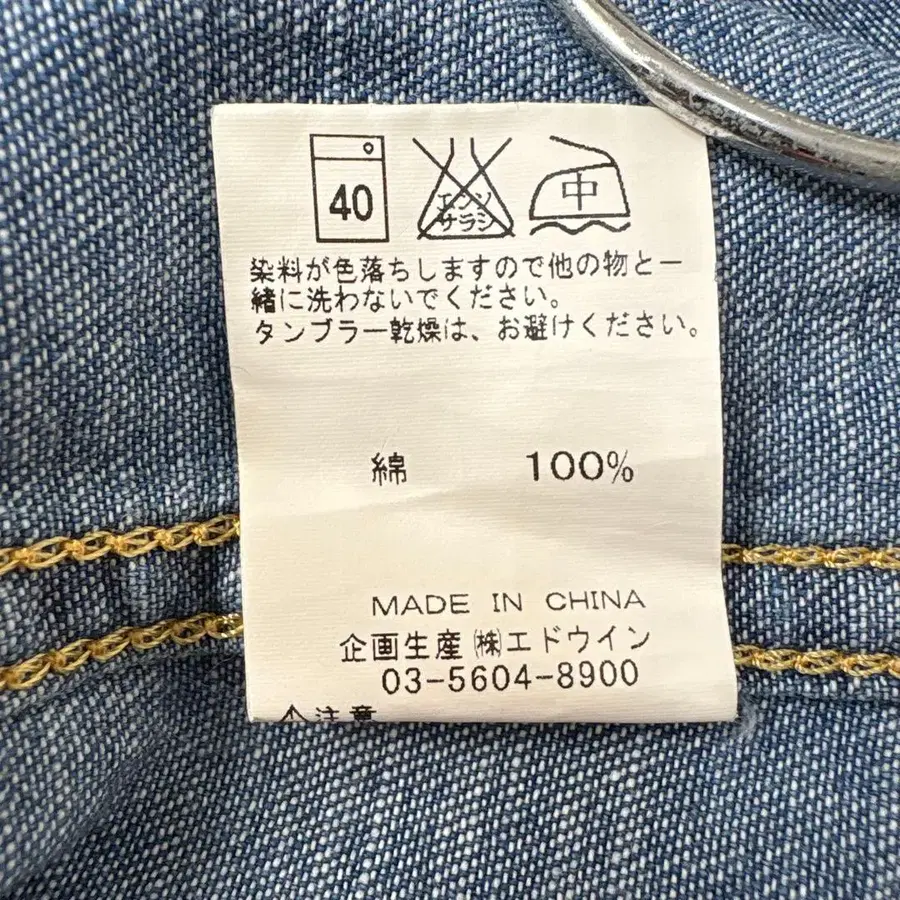 40
エンソ
サラシ
中
染料が色落ちしますので他の物と一
緒に洗わないでください。
タンブラー乾燥は、お避けください。
綿 100%
MADE IN CHINA
企画生産 ㈱エドウイン
03-5604-8900
注意